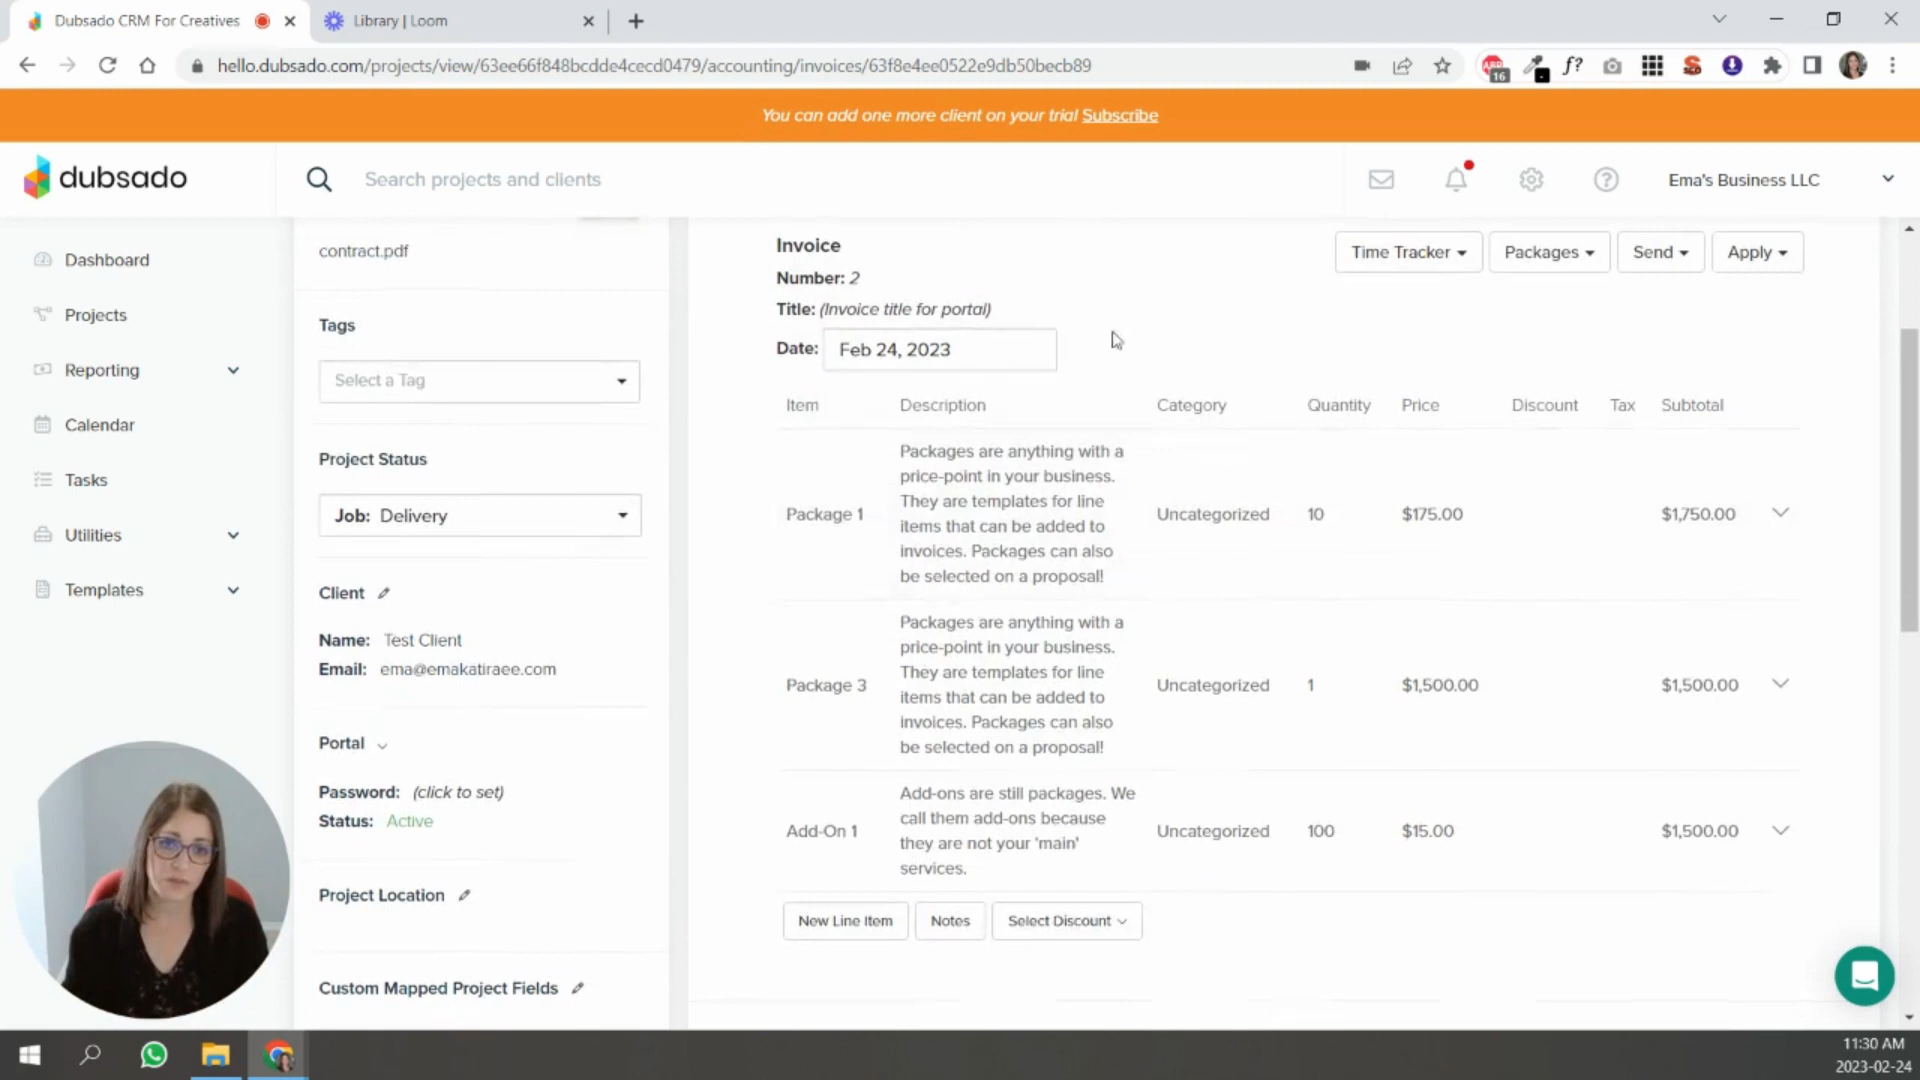 Dubsado CRM For Creatives
Library | Loom
hello.dubsado.com/projects/view/63ee66f848bcdde4cecd0479/accounting/invoices/63f8e4ee0522e9db50becb89
ABP
16
f?
You can add one more client on your trial Subscribe
dubsado
Search projects and clients
Ema's Business LLC
Dashboard
Projects
Reporting
Calendar
Tasks
Utilities
Templates
contract.pdf
Tags
Select a Tag
Project Status
Job: Delivery
Client
Name: Test Client
Email: ema@emakatiraee.com
Portal
Password: (click to set)
Status: Active
Project Location
Custom Mapped Project Fields
Invoice
Number: 2
Title: (Invoice title for portal)
Date: Feb 24, 2023
Time Tracker
Packages
Send
Apply
Item Description Category Quantity Price Discount Tax Subtotal
Packages are anything with a
price-point in your business.
They are templates for line
Package 1 Uncategorized 10 $175.00 $1,750.00
items that can be added to
invoices. Packages can also
be selected on a proposal!
Packages are anything with a
price-point in your business.
They are templates for line
Package 3 Uncategorized 1 $1,500.00 $1,500.00
items that can be added to
invoices. Packages can also
be selected on a proposal!
Add-ons are still packages. We
call them add-ons because
Add-On 1 Uncategorized 100 $15.00 $1,500.00
they are not your 'main'
services.
New Line Item
Notes
Select Discount
11:30 AM
2023-02-24